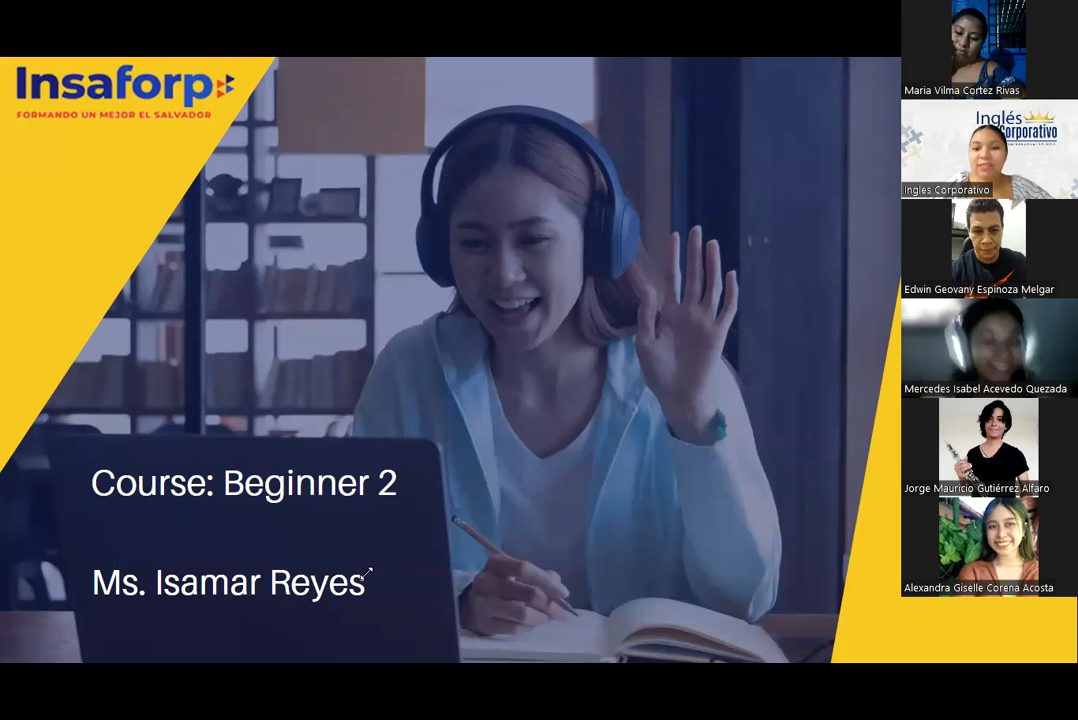 Insaforp
FORMANDO UN MEJOR EL SALVADOR
Course: Beginner 2
Ms. Isamar Reyes
Maria Vilma Cortez Rivas
Inglés
Corporativo
Ingles Corporativo
Edwin Geovany Espinoza Melgar
Mercedes Isabel Acevedo Quezada
Jorge Mauricio Gutiérrez Alfaro
Alexandra Giselle Corena Acosta